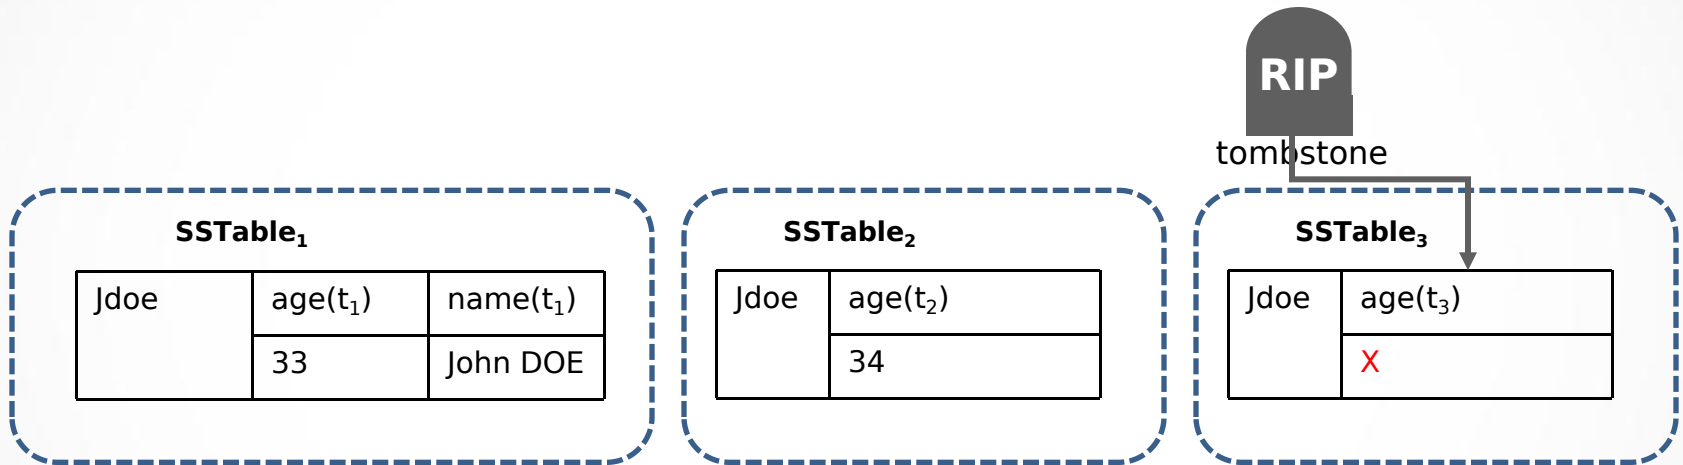 RIP
tombstone
SSTable₁
Jdoe age(t₁) name(t₁)
33 John DOE
SSTable₂
Jdoe age(t₂)
34
SSTable₃
Jdoe age(t₃)
X